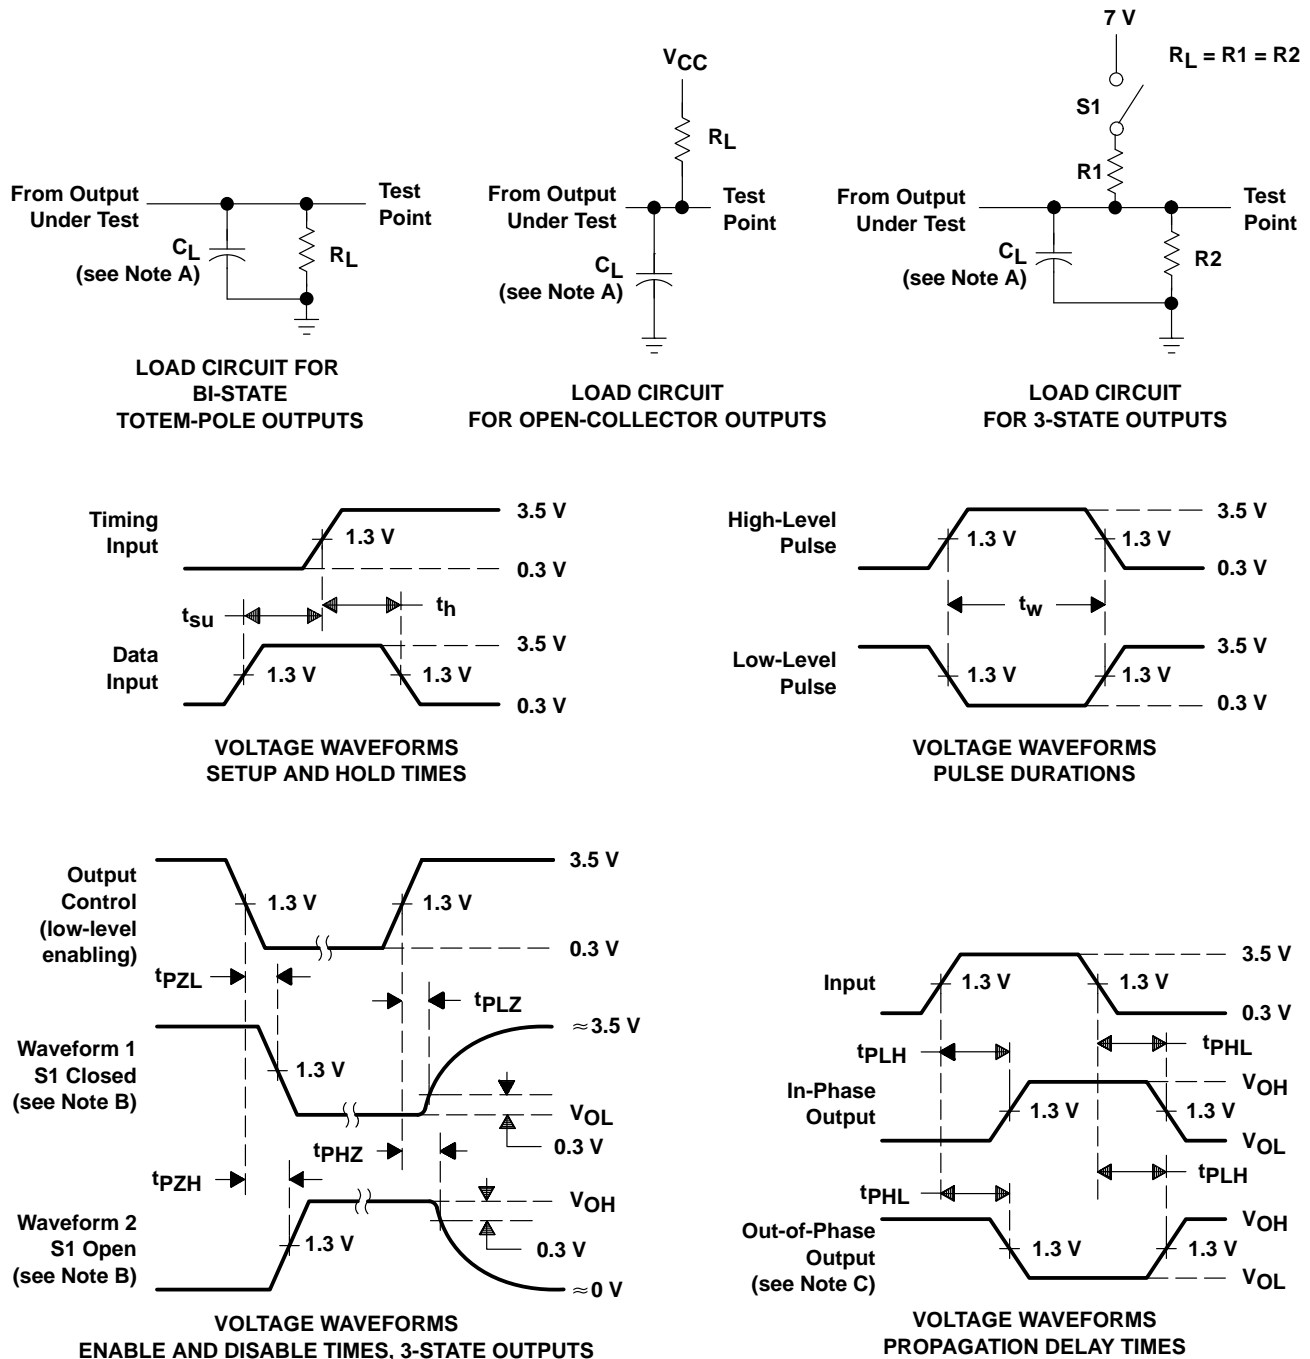 7 V
RL = R1 = R2
S1
R1
From Output
Under Test
Test
Point
CL
(see Note A)
R2
LOAD CIRCUIT
FOR 3-STATE OUTPUTS
VCC
RL
From Output
Under Test
Test
Point
CL
(see Note A)
LOAD CIRCUIT
FOR OPEN-COLLECTOR OUTPUTS
From Output
Under Test
Test
Point
CL
(see Note A)
RL
LOAD CIRCUIT FOR
BI-STATE
TOTEM-POLE OUTPUTS
Timing
Input
3.5 V
1.3 V
0.3 V
tsu
th
Data
Input
3.5 V
1.3 V
1.3 V
0.3 V
VOLTAGE WAVEFORMS
SETUP AND HOLD TIMES
High-Level
Pulse
3.5 V
1.3 V
1.3 V
0.3 V
tw
Low-Level
Pulse
3.5 V
1.3 V
1.3 V
0.3 V
VOLTAGE WAVEFORMS
PULSE DURATIONS
Output
Control
(low-level
enabling)
3.5 V
1.3 V
1.3 V
0.3 V
tPZL
tPLZ
Waveform 1
S1 Closed
(see Note B)
≈3.5 V
1.3 V
VOL
0.3 V
tPZH
tPHZ
Waveform 2
S1 Open
(see Note B)
VOH
1.3 V
0.3 V
≈0 V
VOLTAGE WAVEFORMS
ENABLE AND DISABLE TIMES, 3-STATE OUTPUTS
Input
3.5 V
1.3 V
1.3 V
0.3 V
tPLH
tPHL
In-Phase
Output
VOH
1.3 V
1.3 V
VOL
tPHL
tPLH
Out-of-Phase
Output
(see Note C)
VOH
1.3 V
1.3 V
VOL
VOLTAGE WAVEFORMS
PROPAGATION DELAY TIMES